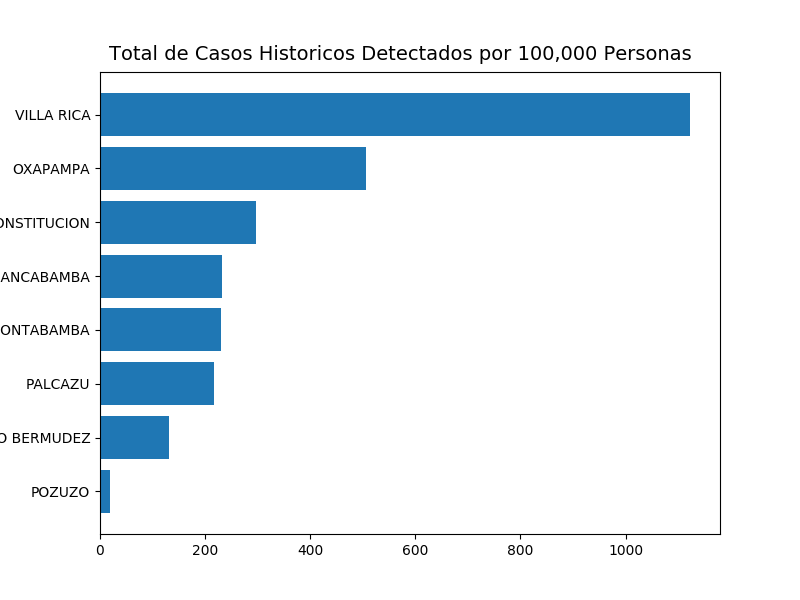 Total de Casos Historicos Detectados por 100,000 Personas
VILLA RICA
OXAPAMPA
ONSTITUCION
ANCABAMBA
ONTABAMBA
PALCAZU
O BERMUDEZ
POZUZO
0 200 400 600 800 1000